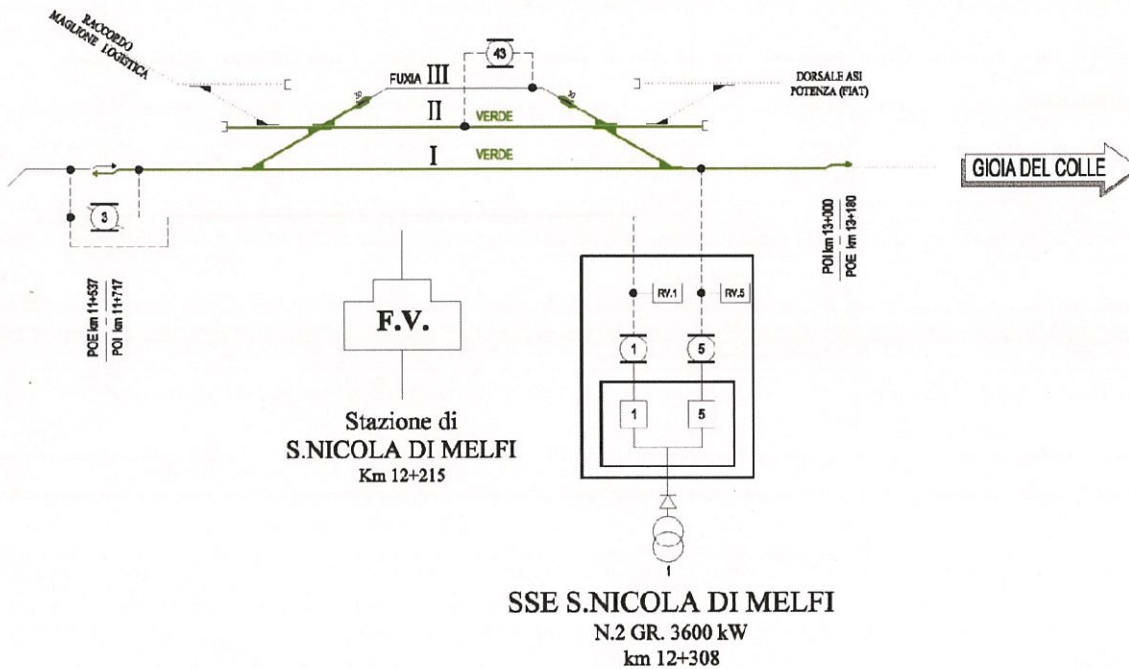 RACCORDO
MAGLIONE LOGISTICA
43
FUXIA III
DORSALE ASI
POTENZA (FIAT)
II VERDE
I VERDE
GIOIA DEL COLLE
3
POE km 11+537
POI km 11+717
POI km 13+000
POE km 13+180
F.V.
RV.1
RV.5
1
5
1
5
Stazione di
S.NICOLA DI MELFI
Km 12+215
1
SSE S.NICOLA DI MELFI
N.2 GR. 3600 kW
km 12+308